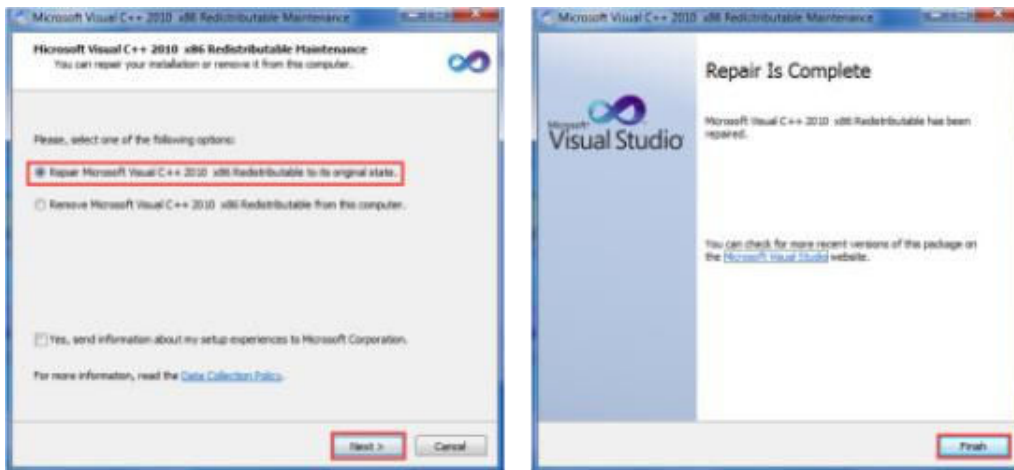 Microsoft Visual C++ 2010 x86 Redistributable Maintenance
Microsoft Visual C++ 2010 x86 Redistributable Maintenance
You can repair your installation or remove it from this computer.
Please, select one of the following options:
Repair Microsoft Visual C++ 2010 x86 Redistributable to its original state.
Remove Microsoft Visual C++ 2010 x86 Redistributable from this computer.
Yes, send information about my setup experiences to Microsoft Corporation.
For more information, read the Data Collection Policy.
Next >
Cancel
Microsoft Visual C++ 2010 x86 Redistributable Maintenance
Microsoft
Visual Studio
Repair Is Complete
Microsoft Visual C++ 2010 x86 Redistributable has been
repaired.
You can check for more recent versions of this package on
the Microsoft Visual Studio website.
Finish